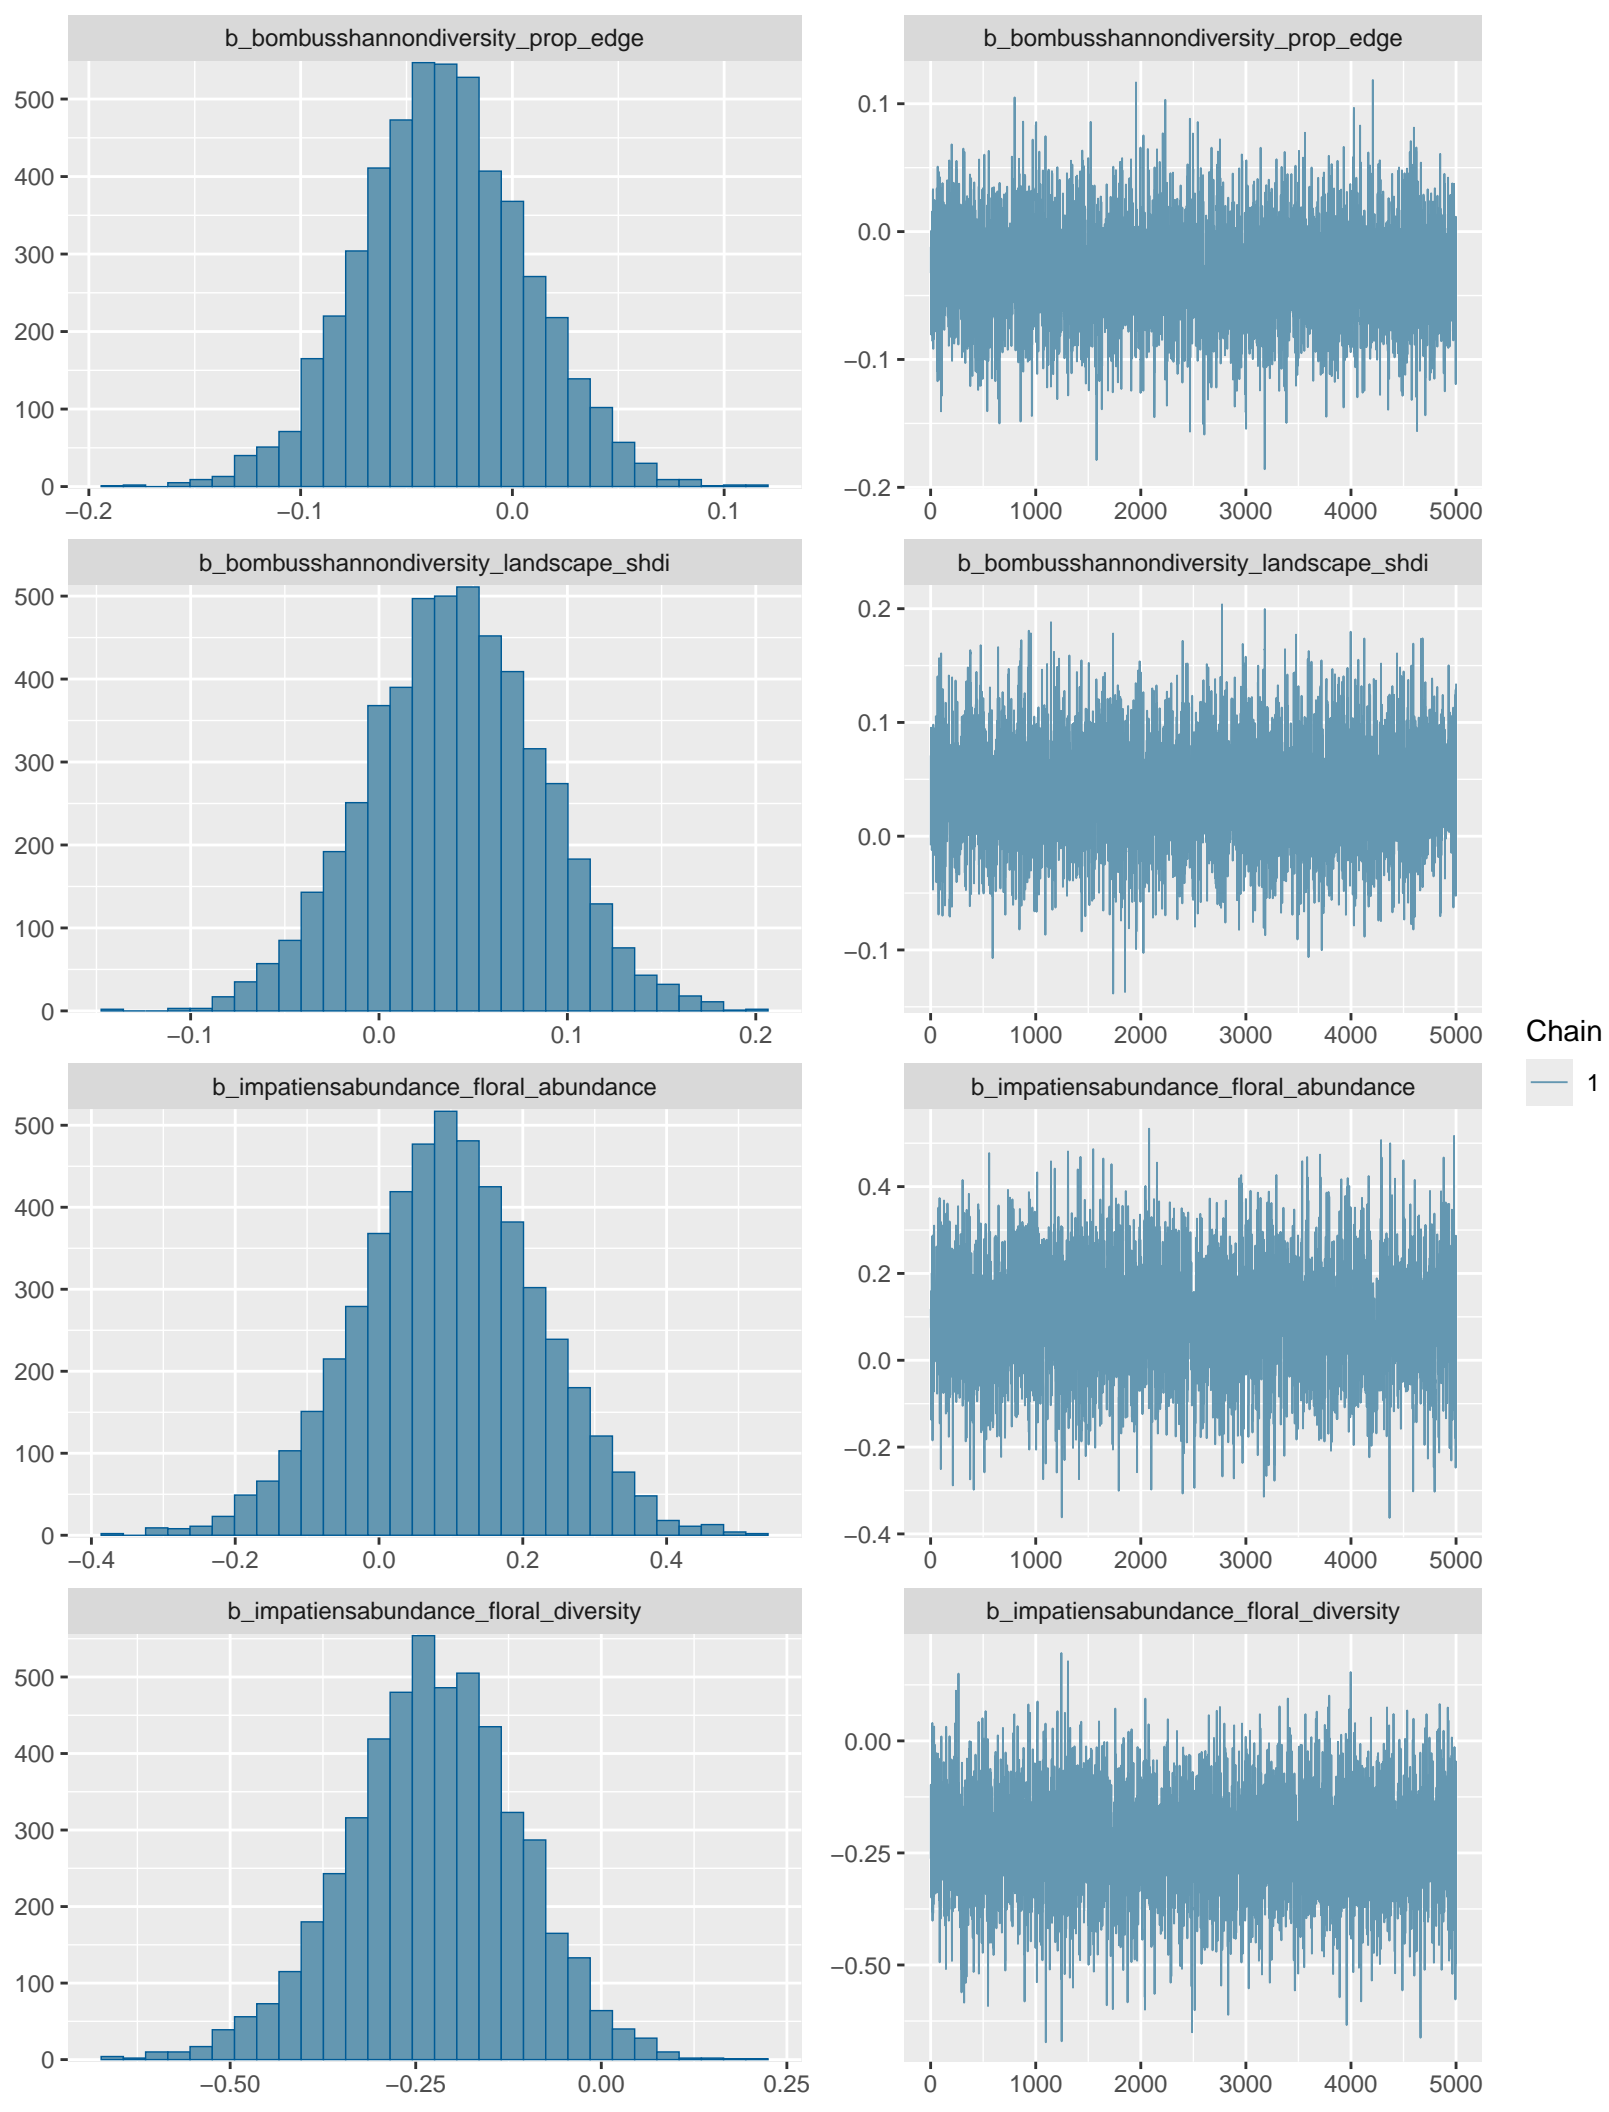 b_bombusshannondiversity_prop_edge
b_bombusshannondiversity_prop_edge
500
400
300
200
100
0
−0.2 −0.1 0.0 0.1
0.1
0.0
−0.1
−0.2
0 1000 2000 3000 4000 5000
b_bombusshannondiversity_landscape_shdi
b_bombusshannondiversity_landscape_shdi
500
400
300
200
100
0
−0.1 0.0 0.1 0.2
0.2
0.1
0.0
−0.1
0 1000 2000 3000 4000 5000
b_impatiensabundance_floral_abundance
b_impatiensabundance_floral_abundance
500
400
300
200
100
0
−0.4 −0.2 0.0 0.2 0.4
0.4
0.2
0.0
−0.2
−0.4
0 1000 2000 3000 4000 5000
b_impatiensabundance_floral_diversity
b_impatiensabundance_floral_diversity
500
400
300
200
100
0
−0.50 −0.25 0.00 0.25
0.00
−0.25
−0.50
0 1000 2000 3000 4000 5000
Chain
1